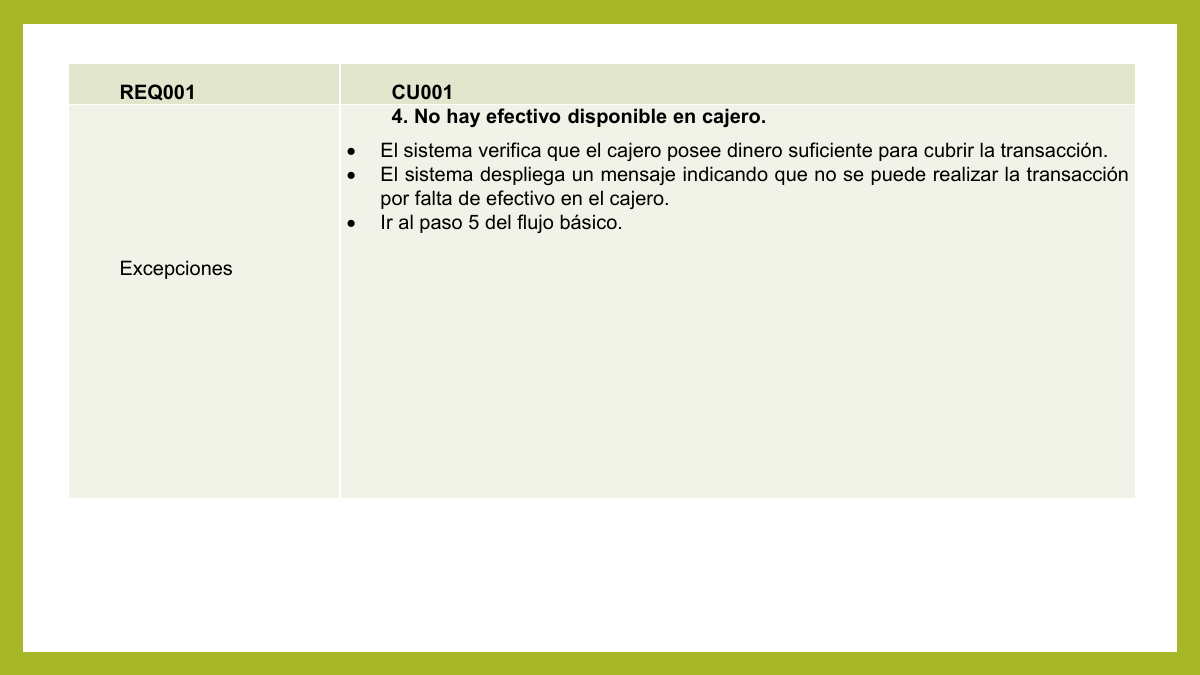 REQ001 CU001
4. No hay efectivo disponible en cajero.
• El sistema verifica que el cajero posee dinero suficiente para cubrir la transacción.
• El sistema despliega un mensaje indicando que no se puede realizar la transacción
por falta de efectivo en el cajero.
• Ir al paso 5 del flujo básico.
Excepciones